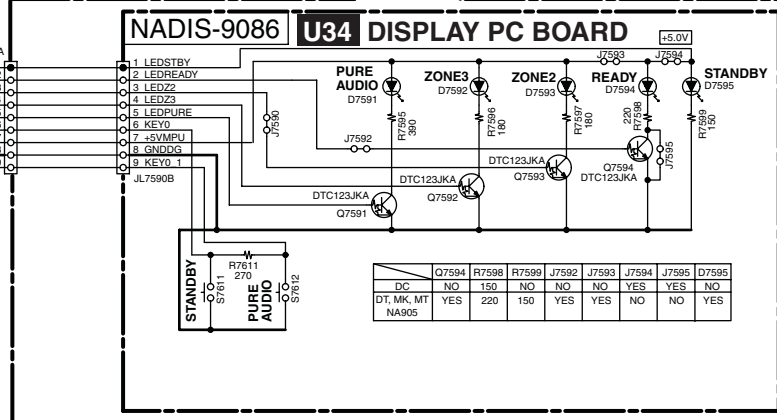 NADIS-9086 U34 DISPLAY PC BOARD
+5.0V
A
1 LEDSTBY
2 LEDREADY
3 LEDZ2
4 LEDZ3
5 LEDPURE
6 KEY0
7 +5VMPU
8 GNDDG
9 KEY0_1
JL7590B
J7590
J7592
J7593
J7594
PURE
AUDIO
D7591
ZONE3
D7592
ZONE2
D7593
READY
D7594
STANDBY
D7595
R7595
390
R7596
180
R7597
180
220
R7598
R7599
150
J7595
DTC123JKA
Q7591
DTC123JKA
Q7592
DTC123JKA
Q7593
Q7594
DTC123JKA
R7611
270
STANDBY
S7611
PURE
AUDIO
S7612
Q7594 R7598 R7599 J7592 J7593 J7594 J7595 D7595
DC NO 150 NO NO NO YES YES NO
DT, MK, MT YES 220 150 YES YES NO NO YES
NA905